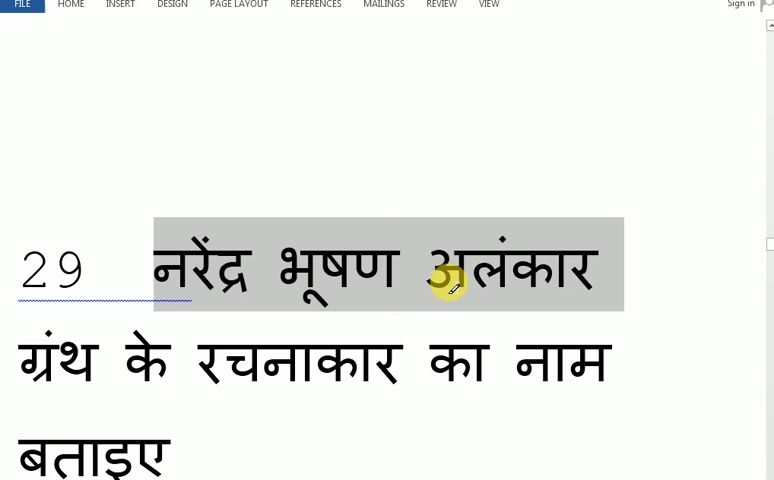 FILE HOME INSERT DESIGN PAGE LAYOUT REFERENCES MAILINGS REVIEW VIEW Sign in
29 नरेंद्र भूषण अलंकार
ग्रंथ के रचनाकार का नाम
बताइए